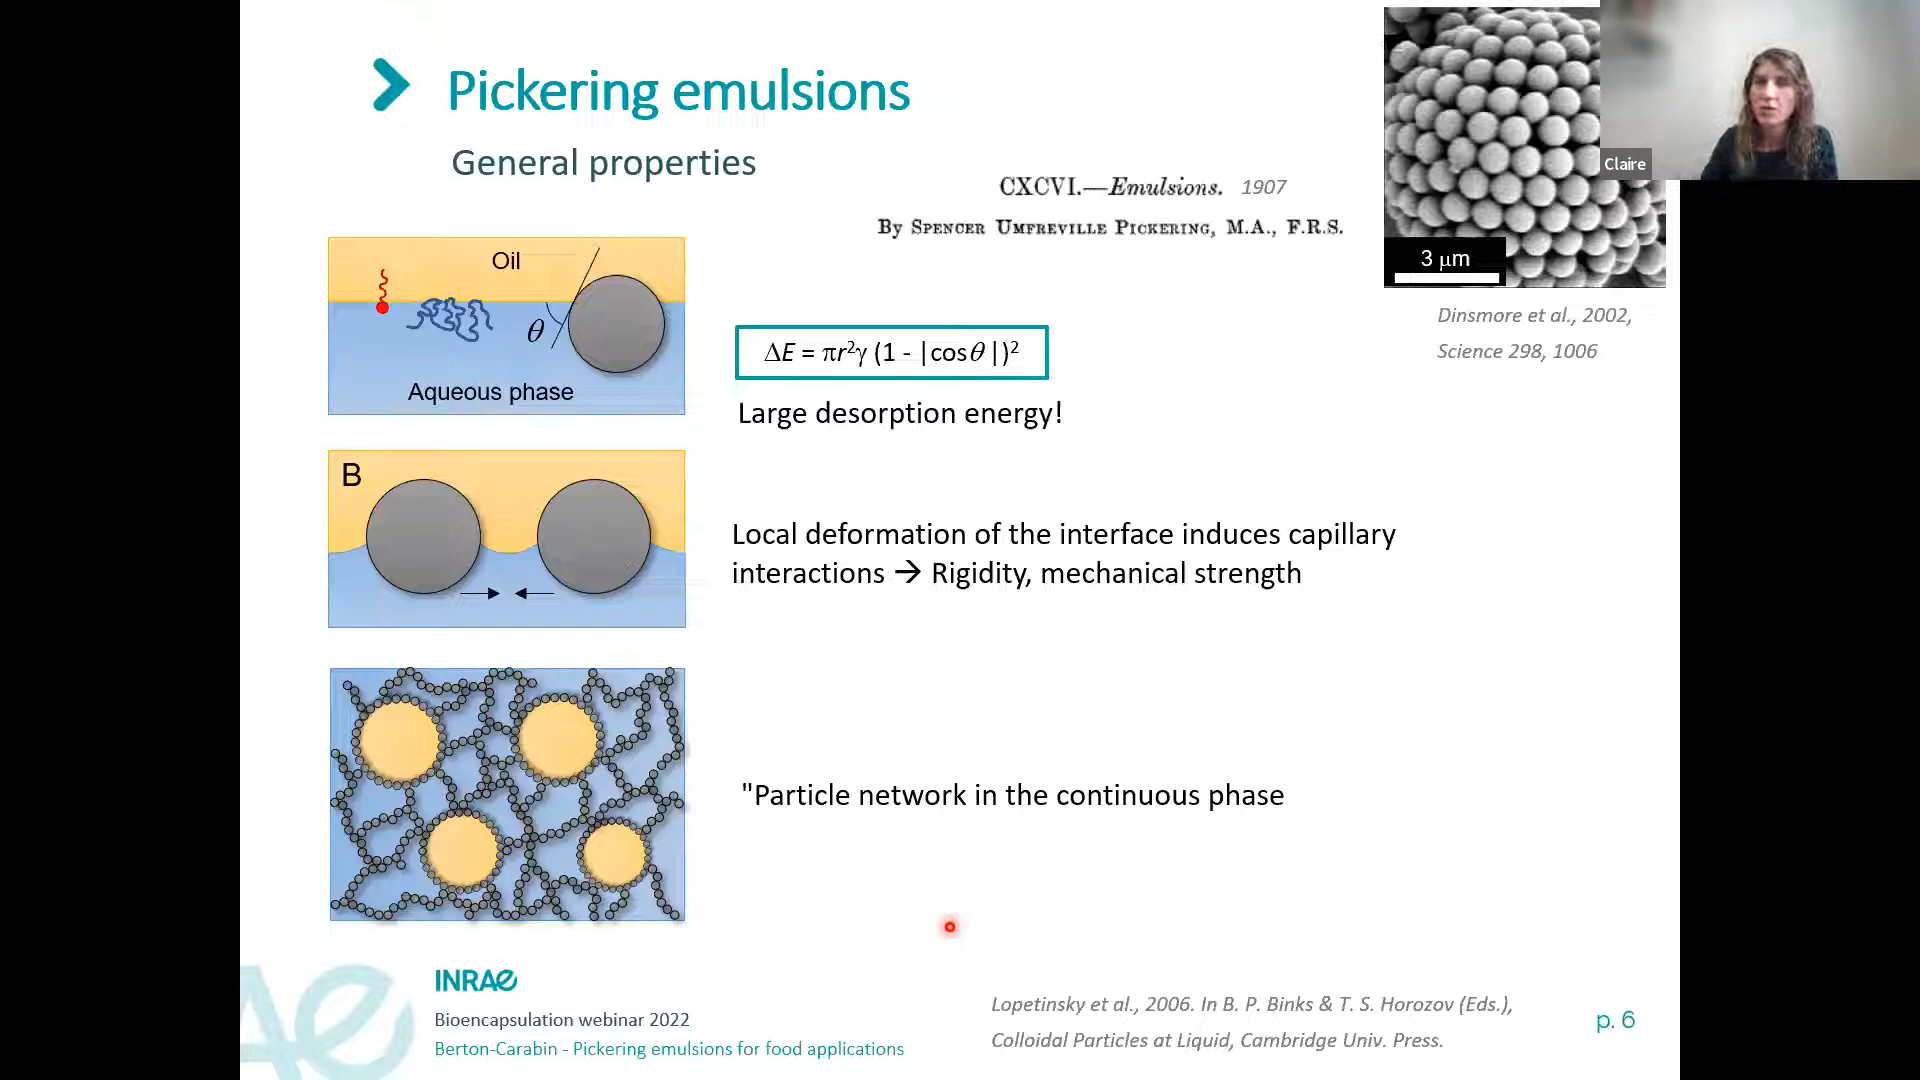 Pickering emulsions
General properties
CXCVI.—Emulsions. 1907
By SPENCER UMFREVILLE PICKERING, M.A., F.R.S.
Claire
3 μm
Dinsmore et al., 2002,
Science 298, 1006
Oil
θ
Aqueous phase
ΔE = πr²γ (1 - |cosθ|)²
Large desorption energy!
B
Local deformation of the interface induces capillary
interactions → Rigidity, mechanical strength
"Particle network in the continuous phase
INRAE
Bioencapsulation webinar 2022
Berton-Carabin - Pickering emulsions for food applications
Lopetinsky et al., 2006. In B. P. Binks & T. S. Horozov (Eds.),
Colloidal Particles at Liquid, Cambridge Univ. Press.
p. 6